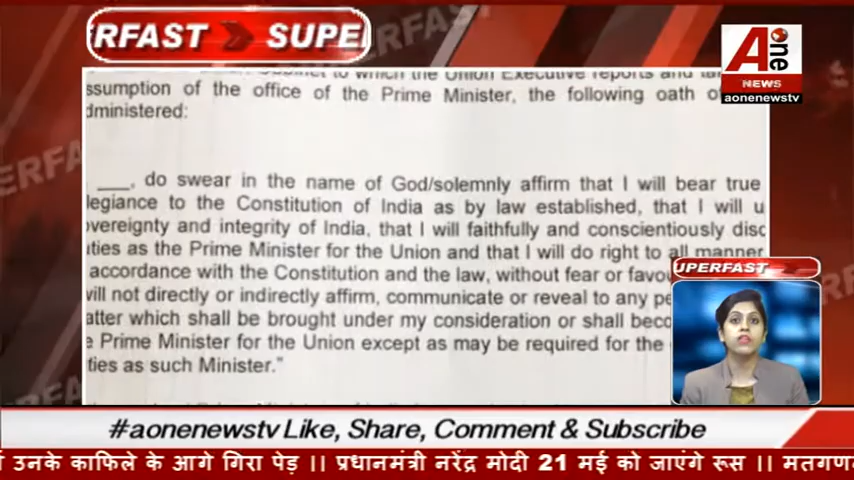 ERFAST SUPE
A one
NEWS
aonenewstv
to which the Union Executive reports and
ssumption of the office of the Prime Minister, the following oath o
dministered:
___, do swear in the name of God/solemnly affirm that I will bear true
legiance to the Constitution of India as by law established, that I will u
overeignty and integrity of India, that I will faithfully and conscientiously disc
uties as the Prime Minister for the Union and that I will do right to all manner
accordance with the Constitution and the law, without fear or favou
will not directly or indirectly affirm, communicate or reveal to any pe
atter which shall be brought under my consideration or shall beco
e Prime Minister for the Union except as may be required for the
ties as such Minister."
UPERFAST
#aonenewstv Like, Share, Comment & Subscribe
उनके काफिले के आगे गिरा पेड़ || प्रधानमंत्री नरेंद्र मोदी 21 मई को जाएंगे रूस || मतगण